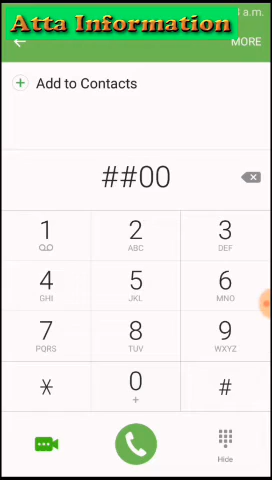 Atta Information
a.m.
MORE
Add to Contacts
##00
1 2 3
ABC DEF
4 5 6
GHI JKL MNO
7 8 9
PQRS TUV WXYZ
* 0 #
+
Hide